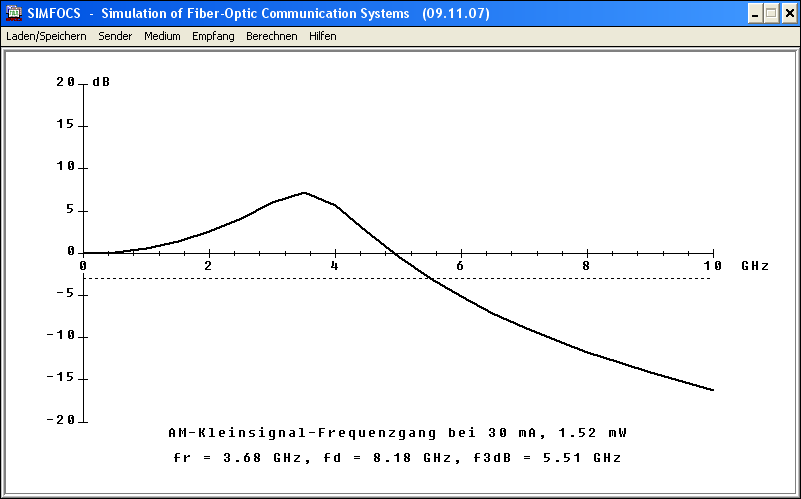 SIMFOCS - Simulation of Fiber-Optic Communication Systems (09.11.07)
Laden/Speichern Sender Medium Empfang Berechnen Hilfen
20 dB
15
10
5
0
0 2 4 6 8 10 GHz
-5
-10
-15
-20
AM-Kleinsignal-Frequenzgang bei 30 mA, 1.52 mW
fr = 3.68 GHz, fd = 8.18 GHz, f3dB = 5.51 GHz